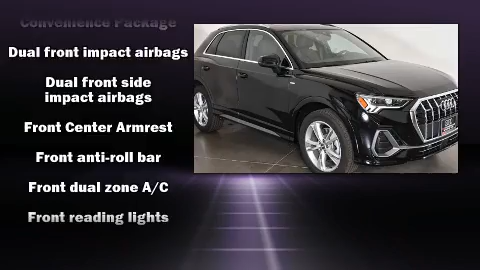 Convenience Package
Dual front impact airbags
Dual front side
impact airbags
Front Center Armrest
Front anti-roll bar
Front dual zone A/C
Front reading lights